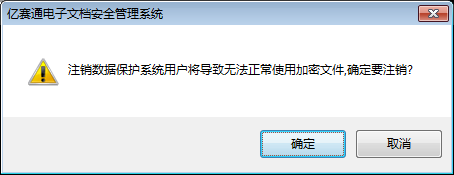 亿赛通电子文档安全管理系统
注销数据保护系统用户将导致无法正常使用加密文件,确定要注销?
确定
取消